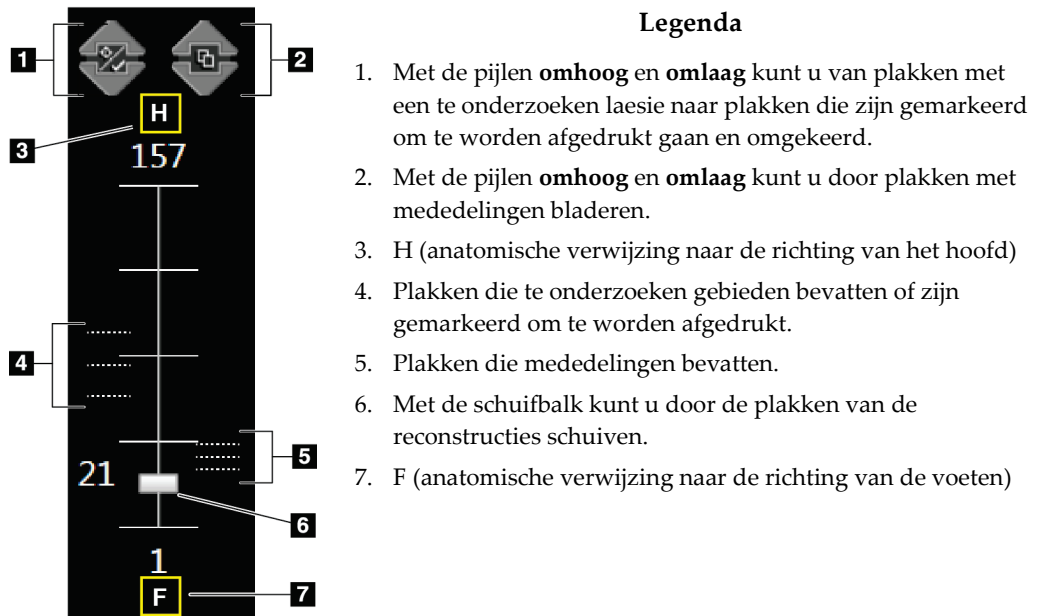 1
2
H
3
157
4
5
21
6
1
F
7
Legenda
1. Met de pijlen omhoog en omlaag kunt u van plakken met
een te onderzoeken laesie naar plakken die zijn gemarkeerd
om te worden afgedrukt gaan en omgekeerd.
2. Met de pijlen omhoog en omlaag kunt u door plakken met
mededelingen bladeren.
3. H (anatomische verwijzing naar de richting van het hoofd)
4. Plakken die te onderzoeken gebieden bevatten of zijn
gemarkeerd om te worden afgedrukt.
5. Plakken die mededelingen bevatten.
6. Met de schuifbalk kunt u door de plakken van de
reconstructies schuiven.
7. F (anatomische verwijzing naar de richting van de voeten)